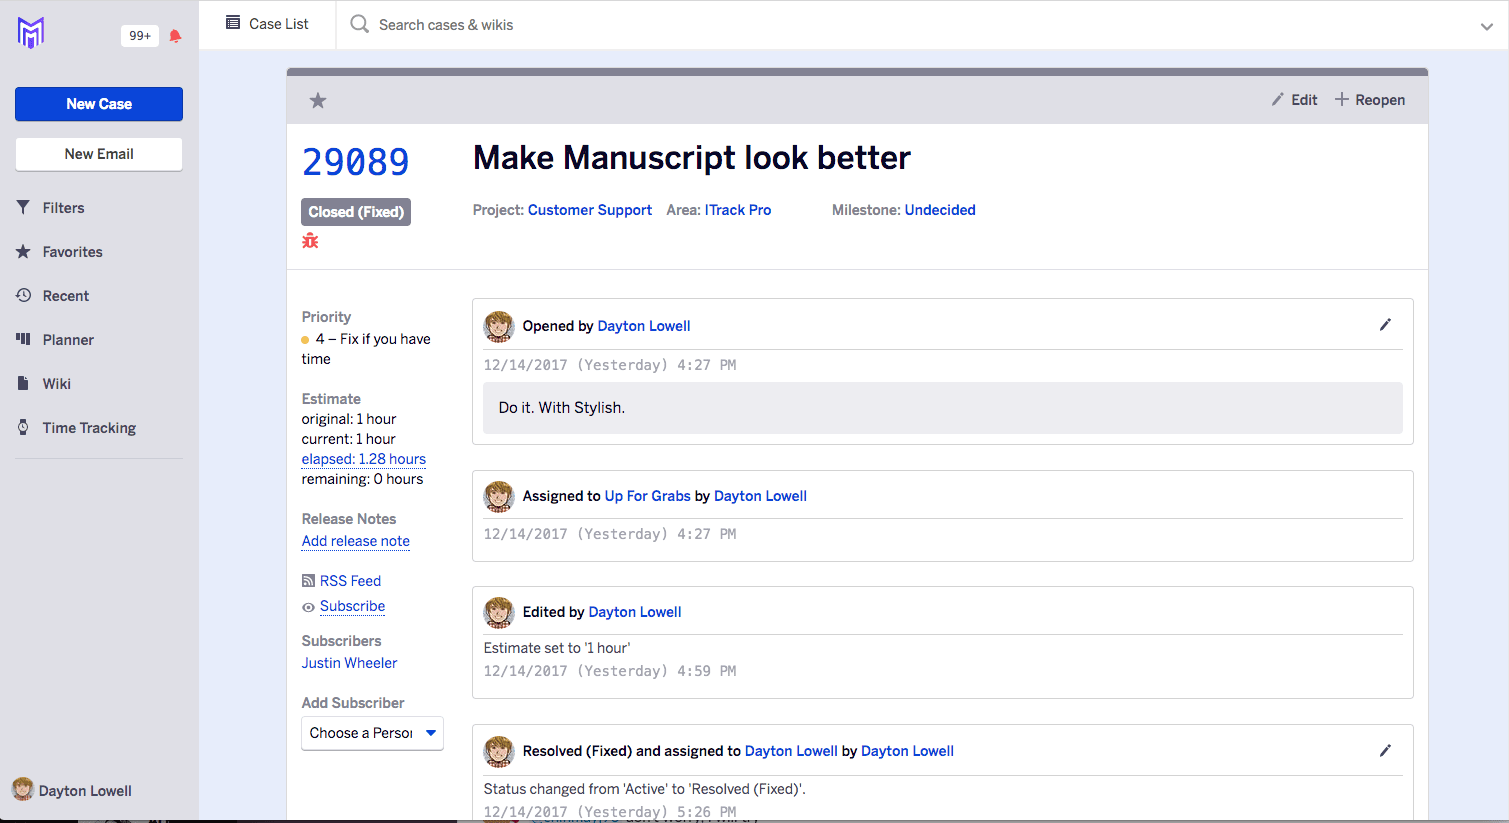 99+
Case List
Search cases & wikis
New Case
New Email
Filters
Favorites
Recent
Planner
Wiki
Time Tracking
Dayton Lowell
Edit
Reopen
29089
Make Manuscript look better
Closed (Fixed)
Project: Customer Support Area: ITrack Pro Milestone: Undecided
Priority
4 – Fix if you have
time
Estimate
original: 1 hour
current: 1 hour
elapsed: 1.28 hours
remaining: 0 hours
Release Notes
Add release note
RSS Feed
Subscribe
Subscribers
Justin Wheeler
Add Subscriber
Choose a Person
Opened by Dayton Lowell
12/14/2017 (Yesterday) 4:27 PM
Do it. With Stylish.
Assigned to Up For Grabs by Dayton Lowell
12/14/2017 (Yesterday) 4:27 PM
Edited by Dayton Lowell
Estimate set to '1 hour'
12/14/2017 (Yesterday) 4:59 PM
Resolved (Fixed) and assigned to Dayton Lowell by Dayton Lowell
Status changed from 'Active' to 'Resolved (Fixed)'.
12/14/2017 (Yesterday) 5:26 PM